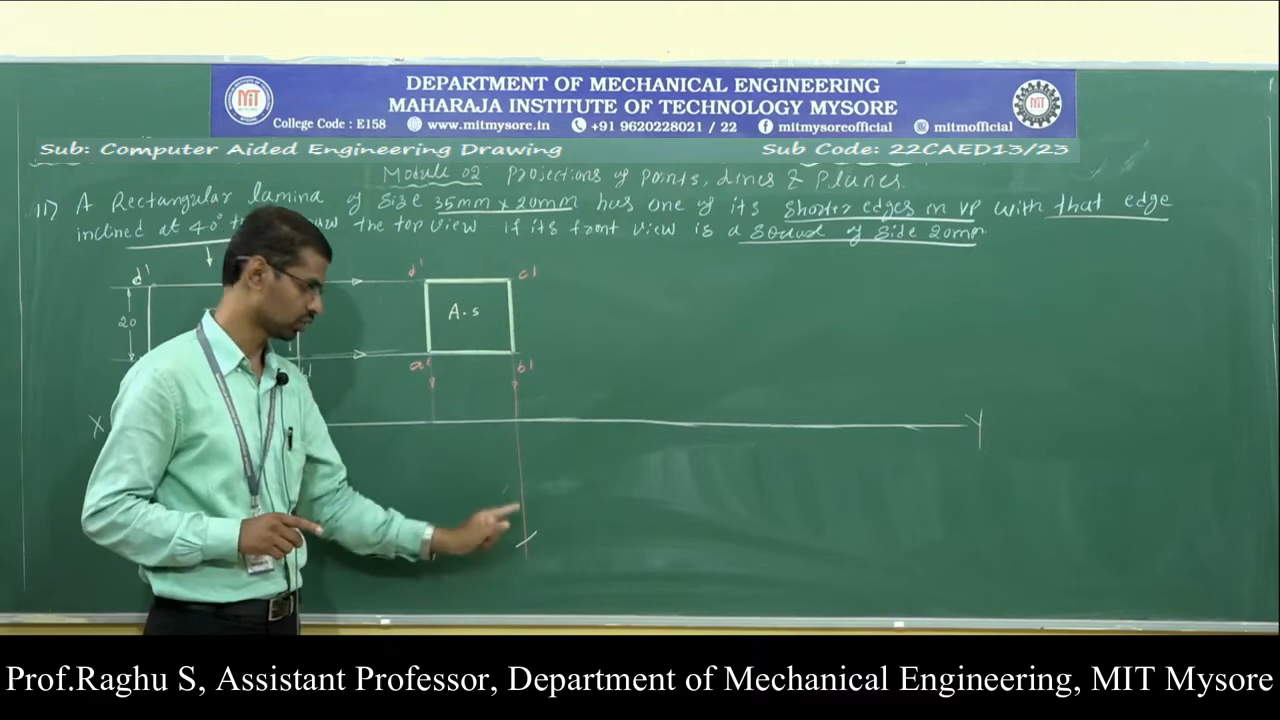 DEPARTMENT OF MECHANICAL ENGINEERING
MAHARAJA INSTITUTE OF TECHNOLOGY MYSORE
MIT
MIT
College Code : E158 www.mitmysore.in +91 9620228021 / 22 mitmysoreofficial mitmofficial
Sub: Computer Aided Engineering Drawing Sub Code: 22CAED13/23
Module 02 Projections of Points, Lines & Planes.
11) A Rectangular lamina of size 35mm x 20mm has one of its shorter edges in VP with that edge
inclined at 40° the top view if its front view is a of side 20mm
d' d' c'
20 A.S
a' b'
X Y
Prof.Raghu S, Assistant Professor, Department of Mechanical Engineering, MIT Mysore